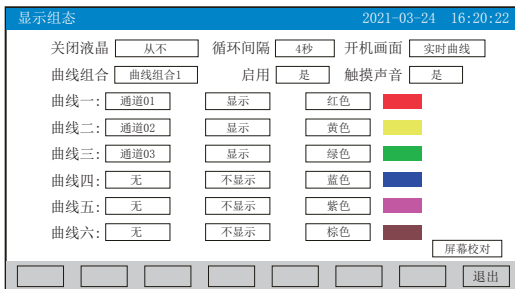 显示组态 2021-03-24 16:20:22
关闭液晶 从不 循环间隔 4秒 开机画面 实时曲线
曲线组合 曲线组合1 启用 是 触摸声音 是
曲线一: 通道01 显示 红色
曲线二: 通道02 显示 黄色
曲线三: 通道03 显示 绿色
曲线四: 无 不显示 蓝色
曲线五: 无 不显示 紫色
曲线六: 无 不显示 棕色
屏幕校对
退出